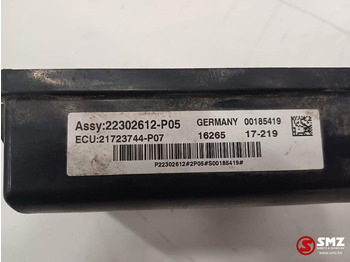 Assy:22302612-P05 GERMANY 00185419
ECU:21723744-P07 16265 17-219
P22302612#2P05#S00185419#
SMZ